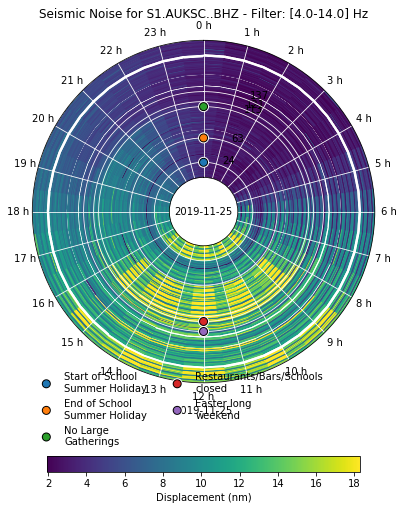 Seismic Noise for S1.AUKSC..BHZ - Filter: [4.0-14.0] Hz
0 h
23 h
1 h
22 h
2 h
21 h
3 h
20 h
4 h
19 h
5 h
18 h
2019-11-25
6 h
17 h
7 h
16 h
8 h
15 h
9 h
14 h
10 h
13 h
11 h
12 h
2019-11-25
Start of School
Summer Holiday
End of School
Summer Holiday
No Large
Gatherings
Restaurants/Bars/Schools
closed
Easter long
weekend
2 4 6 8 10 12 14 16 18
Displacement (nm)